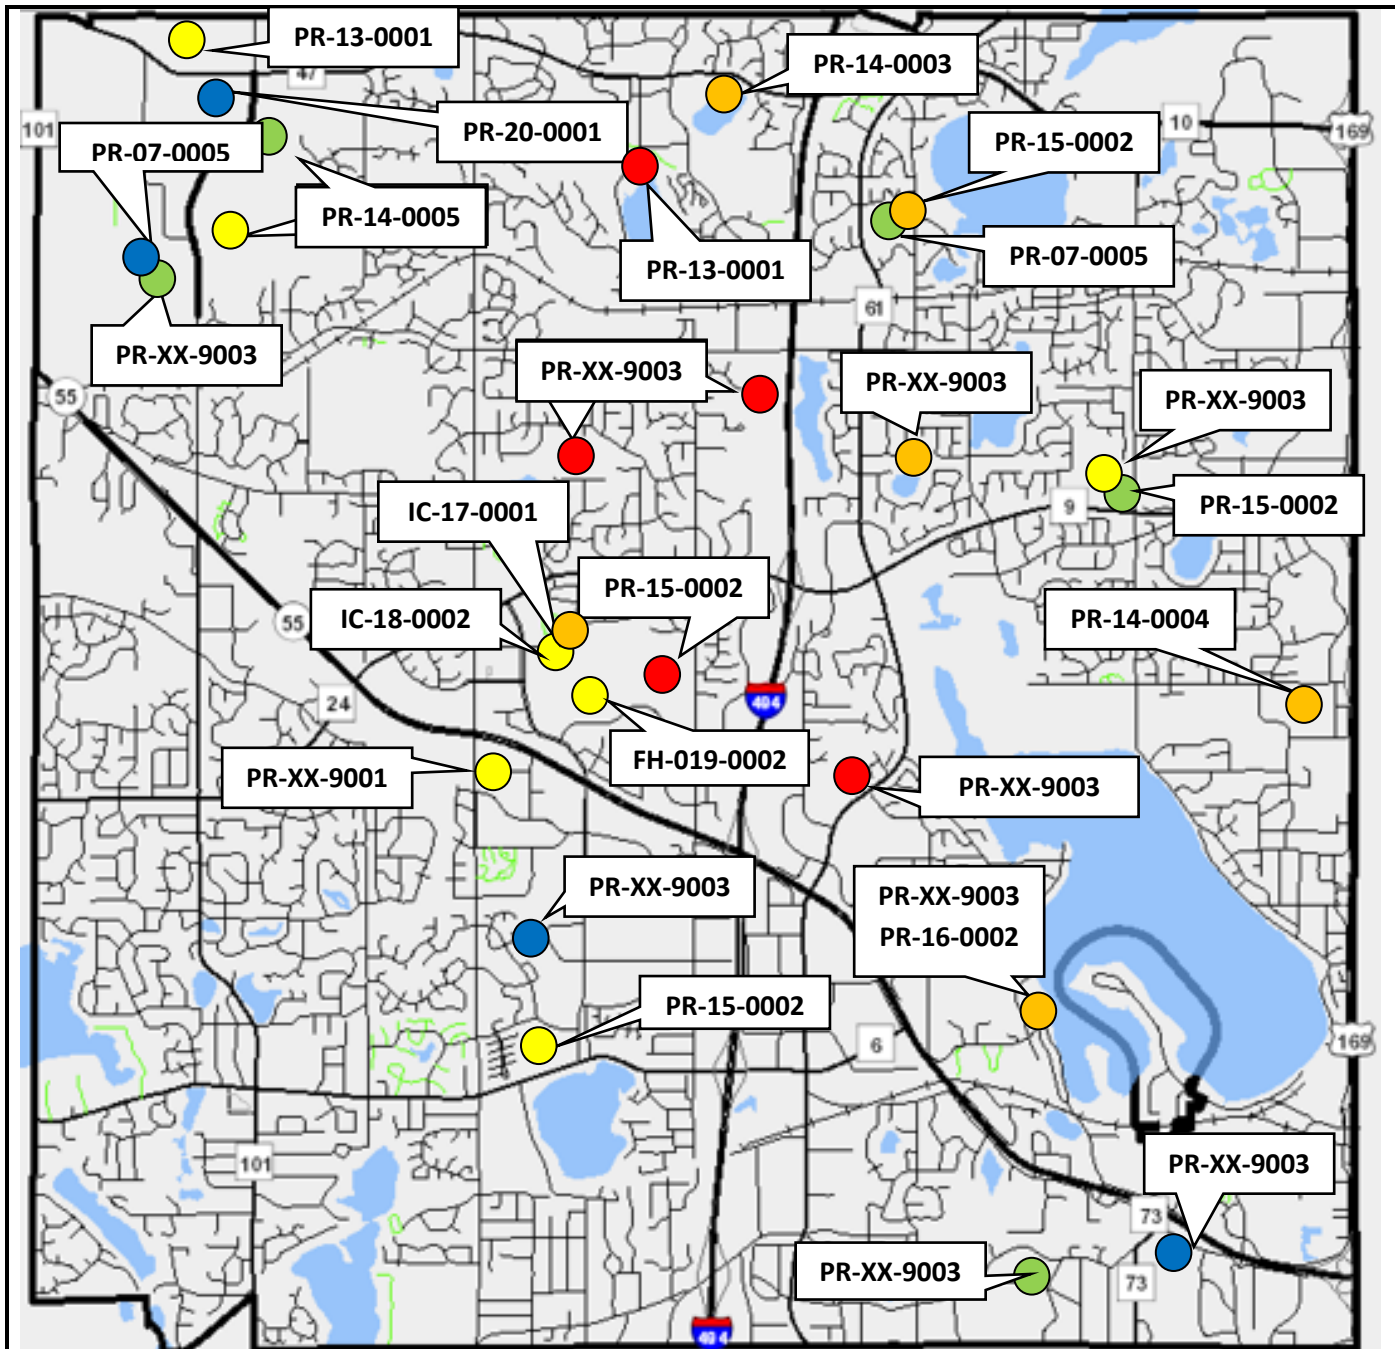 PR-13-0001
47
PR-14-0003
101
PR-20-0001
10
169
PR-07-0005
PR-15-0002
PR-14-0005
PR-13-0001
PR-07-0005
61
PR-XX-9003
PR-XX-9003
PR-XX-9003
55
PR-XX-9003
IC-17-0001
9
PR-15-0002
PR-15-0002
IC-18-0002
55
PR-14-0004
24
494
FH-019-0002
PR-XX-9001
PR-XX-9003
PR-XX-9003
PR-XX-9003
PR-16-0002
PR-15-0002
6
169
101
PR-XX-9003
73
PR-XX-9003
73
494